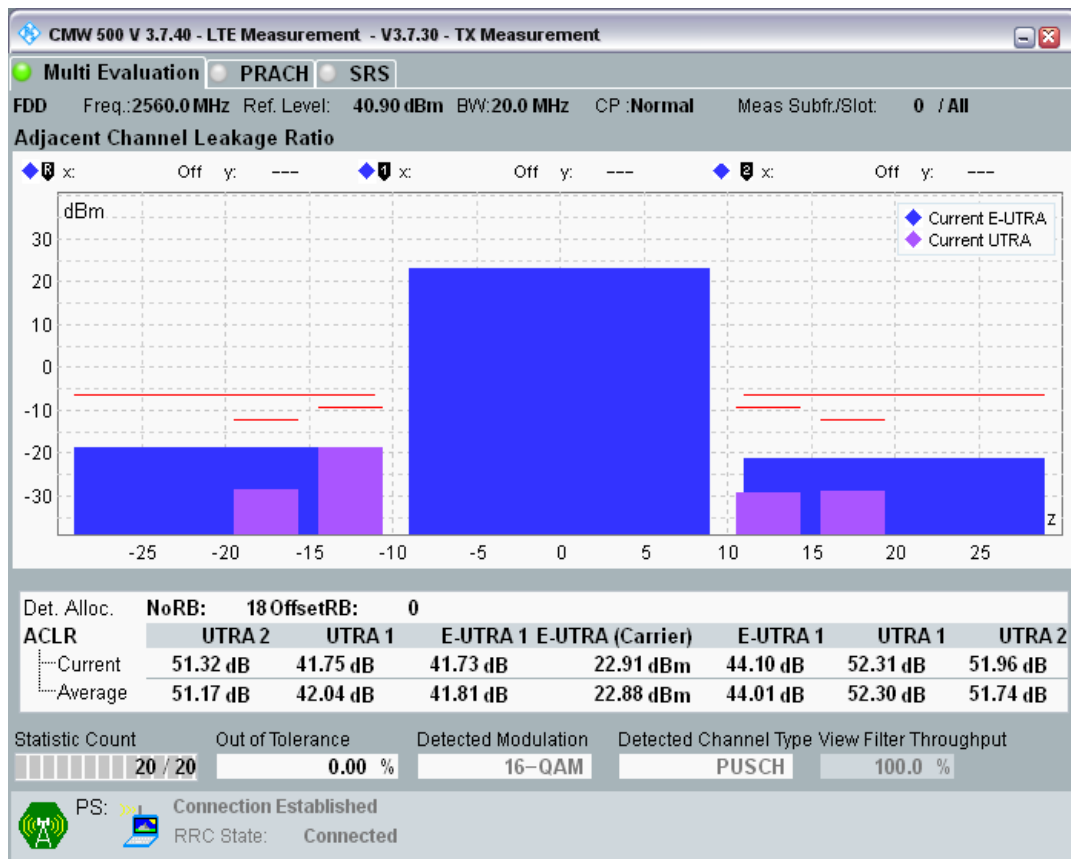 CMW 500 V 3.7.40 - LTE Measurement - V3.7.30 - TX Measurement
Multi Evaluation PRACH SRS
FDD Freq.:2560.0 MHz Ref. Level: 40.90 dBm BW:20.0 MHz CP :Normal Meas Subfr./Slot: 0 / All
Adjacent Channel Leakage Ratio
R x: Off y: --- 1 x: Off y: --- 2 x: Off y: ---
dBm
Current E-UTRA
Current UTRA
30
20
10
0
-10
-20
-30
z
-25 -20 -15 -10 -5 0 5 10 15 20 25
Det. Alloc. NoRB: 18 OffsetRB: 0
ACLR UTRA 2 UTRA 1 E-UTRA 1 E-UTRA (Carrier) E-UTRA 1 UTRA 1 UTRA 2
Current 51.32 dB 41.75 dB 41.73 dB 22.91 dBm 44.10 dB 52.31 dB 51.96 dB
Average 51.17 dB 42.04 dB 41.81 dB 22.88 dBm 44.01 dB 52.30 dB 51.74 dB
Statistic Count Out of Tolerance Detected Modulation Detected Channel Type View Filter Throughput
20 / 20 0.00 % 16-QAM PUSCH 100.0 %
PS: Connection Established
RRC State: Connected